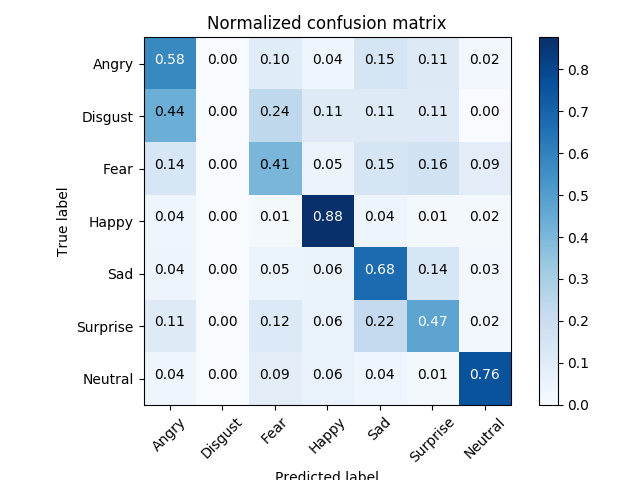 Normalized confusion matrix
True label
Angry 0.58 0.00 0.10 0.04 0.15 0.11 0.02
Disgust 0.44 0.00 0.24 0.11 0.11 0.11 0.00
Fear 0.14 0.00 0.41 0.05 0.15 0.16 0.09
Happy 0.04 0.00 0.01 0.88 0.04 0.01 0.02
Sad 0.04 0.00 0.05 0.06 0.68 0.14 0.03
Surprise 0.11 0.00 0.12 0.06 0.22 0.47 0.02
Neutral 0.04 0.00 0.09 0.06 0.04 0.01 0.76
Angry Disgust Fear Happy Sad Surprise Neutral
Predicted label
0.8
0.7
0.6
0.5
0.4
0.3
0.2
0.1
0.0